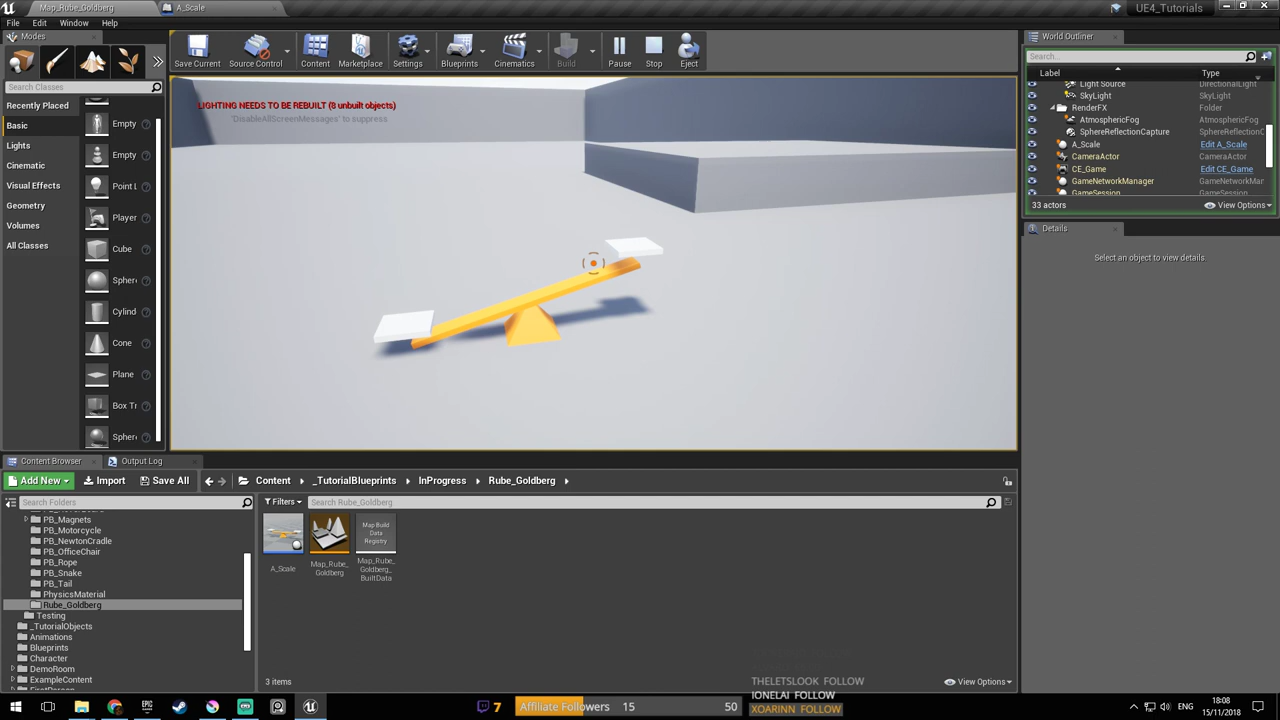 Map_Rube_Goldberg
A_Scale
UE4_Tutorials
File Edit Window Help
Modes
Search Classes
Recently Placed
Basic
Lights
Cinematic
Visual Effects
Geometry
Volumes
All Classes
Empty
Empty
Point L
Player
Cube
Spher
Cylind
Cone
Plane
Box Tr
Spher
Save Current
Source Control
Content
Marketplace
Settings
Blueprints
Cinematics
Build
Pause
Stop
Eject
LIGHTING NEEDS TO BE REBUILT (8 unbuilt objects)
'DisableAllScreenMessages' to suppress
World Outliner
Search...
Label Type
Light Source DirectionalLight
SkyLight SkyLight
RenderFX Folder
AtmosphericFog AtmosphericFog
SphereReflectionCapture SphereReflectionC
A_Scale Edit A_Scale
CameraActor CameraActor
CE_Game Edit CE_Game
GameNetworkManager GameNetworkMar
GameSession GameSession
33 actors View Options
Details
Select an object to view details.
Content Browser
Output Log
Add New Import Save All
Content _TutorialBlueprints InProgress Rube_Goldberg
Search Folders
Filters
Search Rube_Goldberg
PB_Magnets
PB_Motorcycle
PB_NewtonCradle
PB_OfficeChair
PB_Rope
PB_Snake
PB_Tail
PhysicsMaterial
Rube_Goldberg
Testing
_TutorialObjects
Animations
Blueprints
Character
DemoRoom
ExampleContent
FirstPerson
A_Scale
Map_Rube_
Goldberg
Map Build
Data
Registry
Map_Rube_
Goldberg_
BuiltData
3 items
View Options
THELETSLOOK FOLLOW
IONELAI FOLLOW
XOARINN FOLLOW
7
Affiliate Followers 15 50
ENG
18:08
15/11/2018